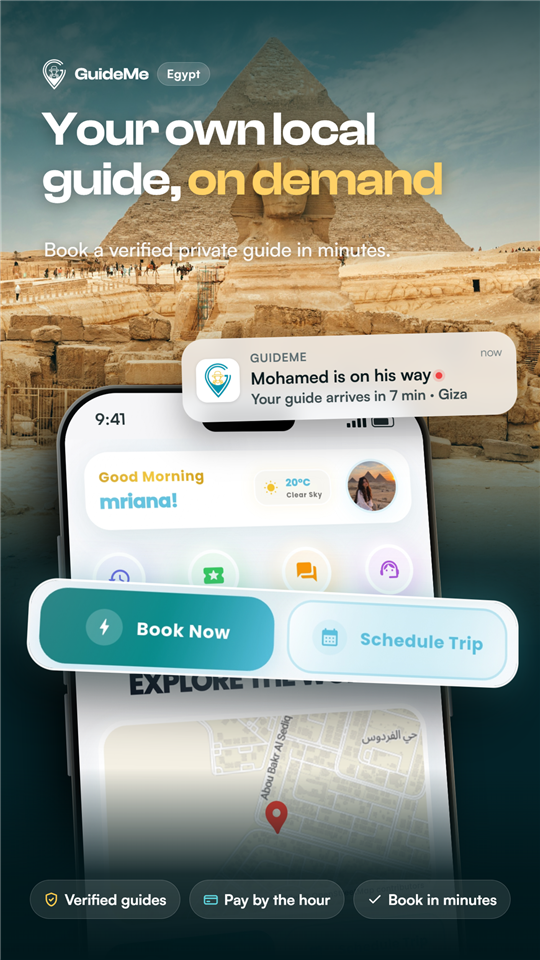 GuideMe Egypt
Your own local
guide, on demand
Book a verified private guide in minutes.
GUIDEME now
Mohamed is on his way
Your guide arrives in 7 min · Giza
9:41
Good Morning
mriana!
20°C
Clear Sky
Book Now
Schedule Trip
EXPLORE THE
Abou Bakr Al Sediq
حي الفردوس
Verified guides
Pay by the hour
Book in minutes